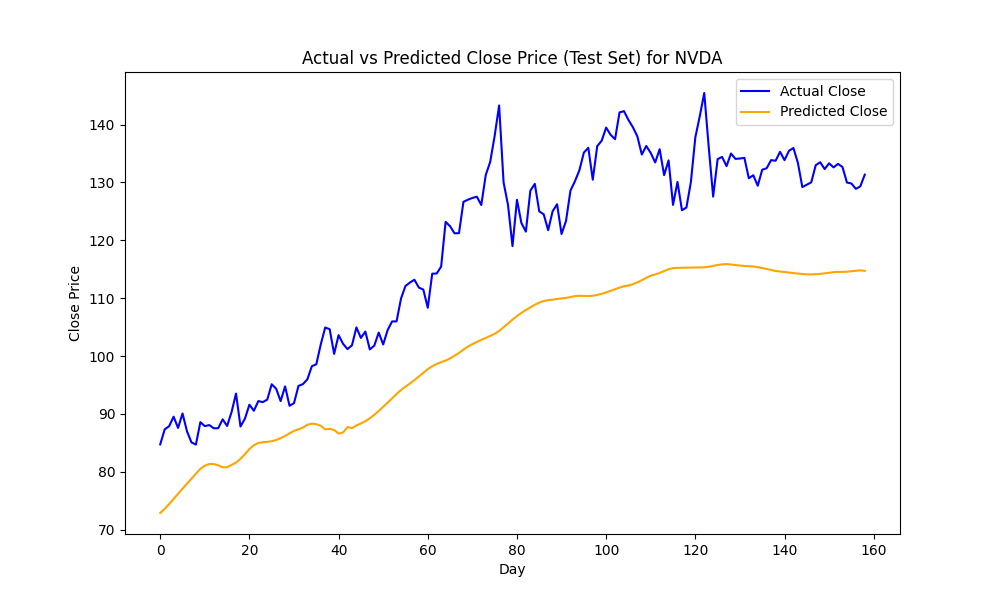 Actual vs Predicted Close Price (Test Set) for NVDA
Actual Close
Predicted Close
Close Price
140
130
120
110
100
90
80
70
0 20 40 60 80 100 120 140 160
Day